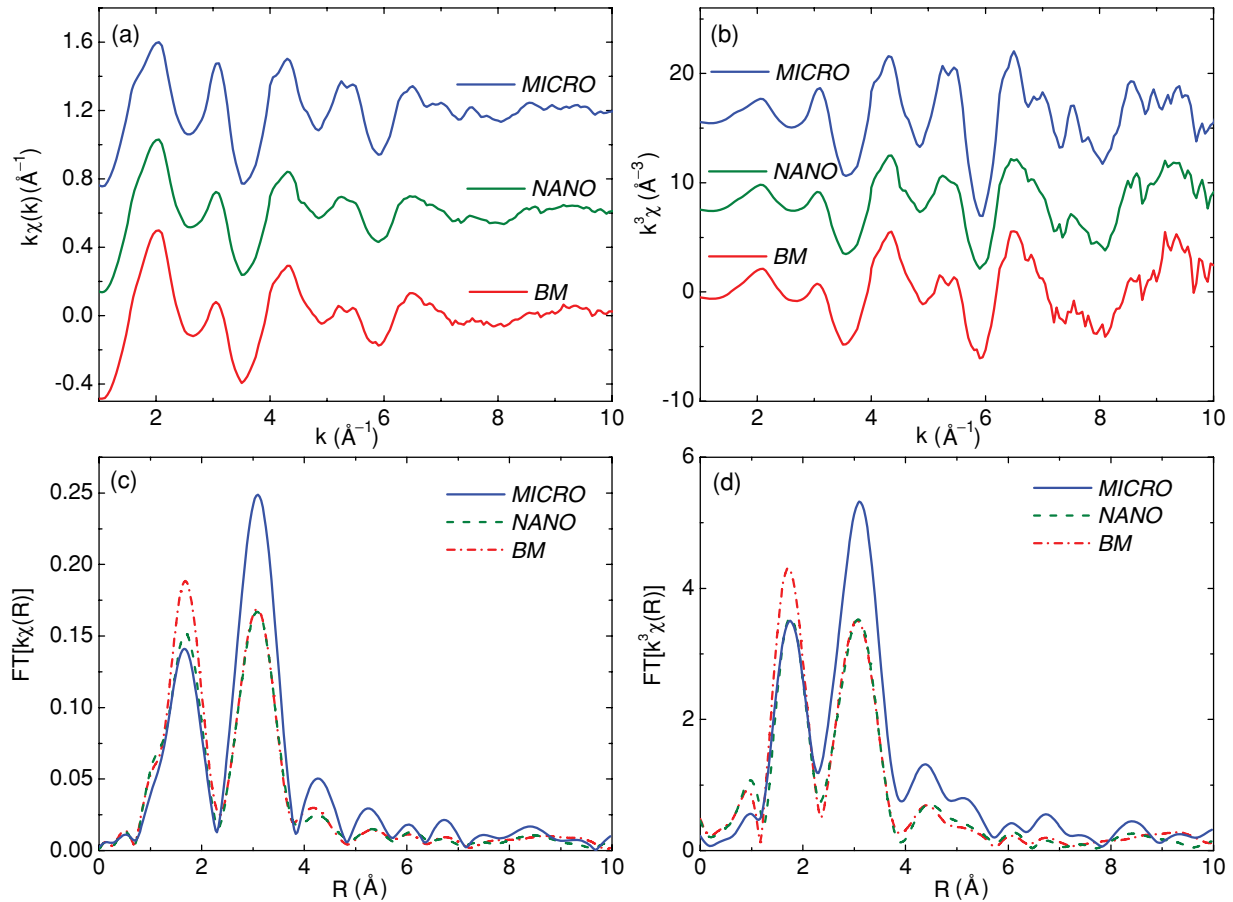 (a)
MICRO
NANO
BM
1.6
1.2
0.8
0.4
0.0
-0.4
kχ(k) (Å⁻¹)
2
4
6
8
10
k (Å⁻¹)
(b)
MICRO
NANO
BM
20
10
0
-10
k³χ (Å⁻³)
2
4
6
8
10
k (Å⁻¹)
(c)
MICRO
NANO
BM
0.25
0.20
0.15
0.10
0.05
0.00
FT[kχ(R)]
0
2
4
6
8
10
R (Å)
(d)
MICRO
NANO
BM
6
4
2
0
FT[k³χ(R)]
0
2
4
6
8
10
R (Å)